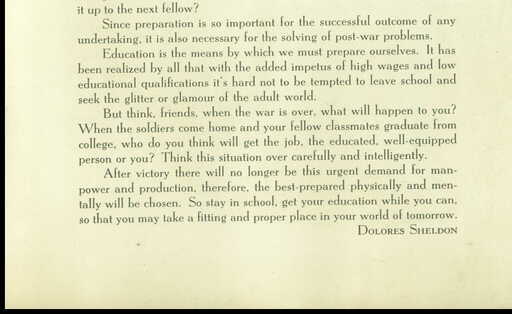 it up to the next fellow?
Since preparation is so important for the successful outcome of any
undertaking, it is also necessary for the solving of post-war problems.
Education is the means by which we must prepare ourselves. It has
been realized by all that with the added impetus of high wages and low
educational qualifications it's hard not to be tempted to leave school and
seek the glitter or glamour of the adult world.
But think, friends, when the war is over, what will happen to you?
When the soldiers come home and your fellow classmates graduate from
college, who do you think will get the job, the educated, well-equipped
person or you? Think this situation over carefully and intelligently.
After victory there will no longer be this urgent demand for man-
power and production, therefore, the best-prepared physically and men-
tally will be chosen. So stay in school, get your education while you can,
so that you may take a fitting and proper place in your world of tomorrow.
Dolores Sheldon